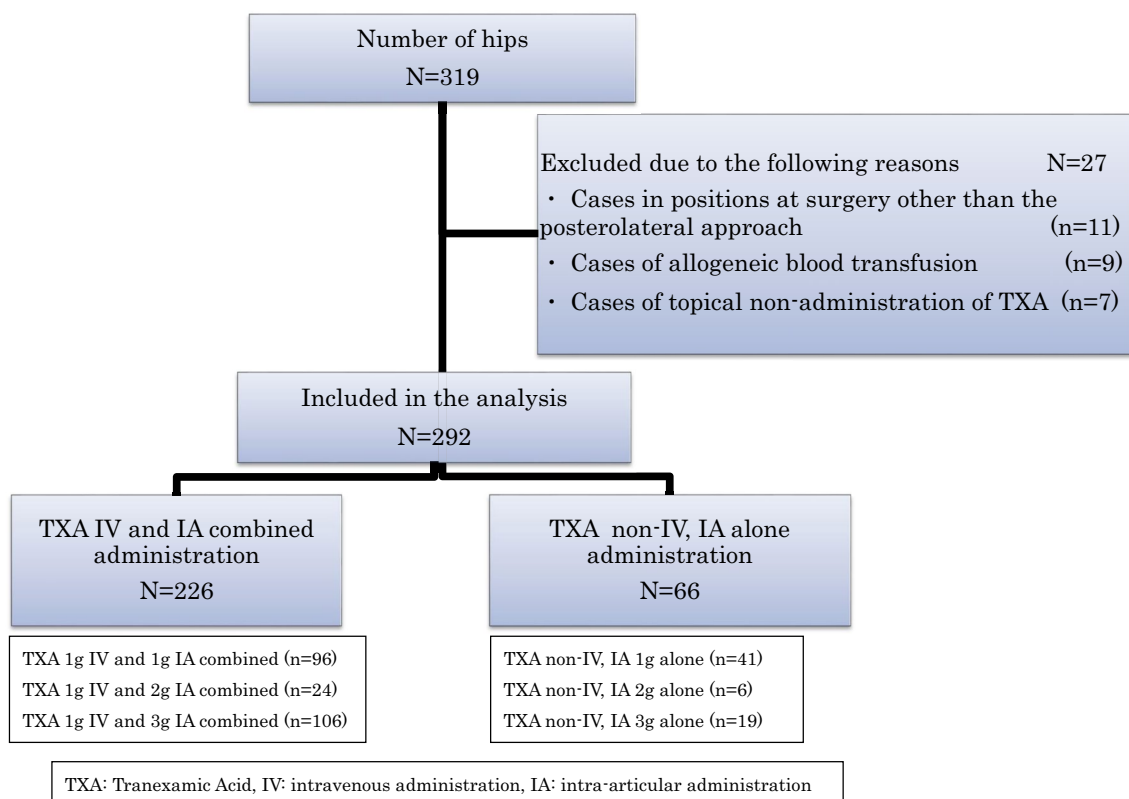 Number of hips
N=319
Excluded due to the following reasons N=27
・ Cases in positions at surgery other than the
posterolateral approach (n=11)
・ Cases of allogeneic blood transfusion (n=9)
・ Cases of topical non-administration of TXA (n=7)
Included in the analysis
N=292
TXA IV and IA combined
administration
N=226
TXA non-IV, IA alone
administration
N=66
TXA 1g IV and 1g IA combined (n=96)
TXA 1g IV and 2g IA combined (n=24)
TXA 1g IV and 3g IA combined (n=106)
TXA non-IV, IA 1g alone (n=41)
TXA non-IV, IA 2g alone (n=6)
TXA non-IV, IA 3g alone (n=19)
TXA: Tranexamic Acid, IV: intravenous administration, IA: intra-articular administration